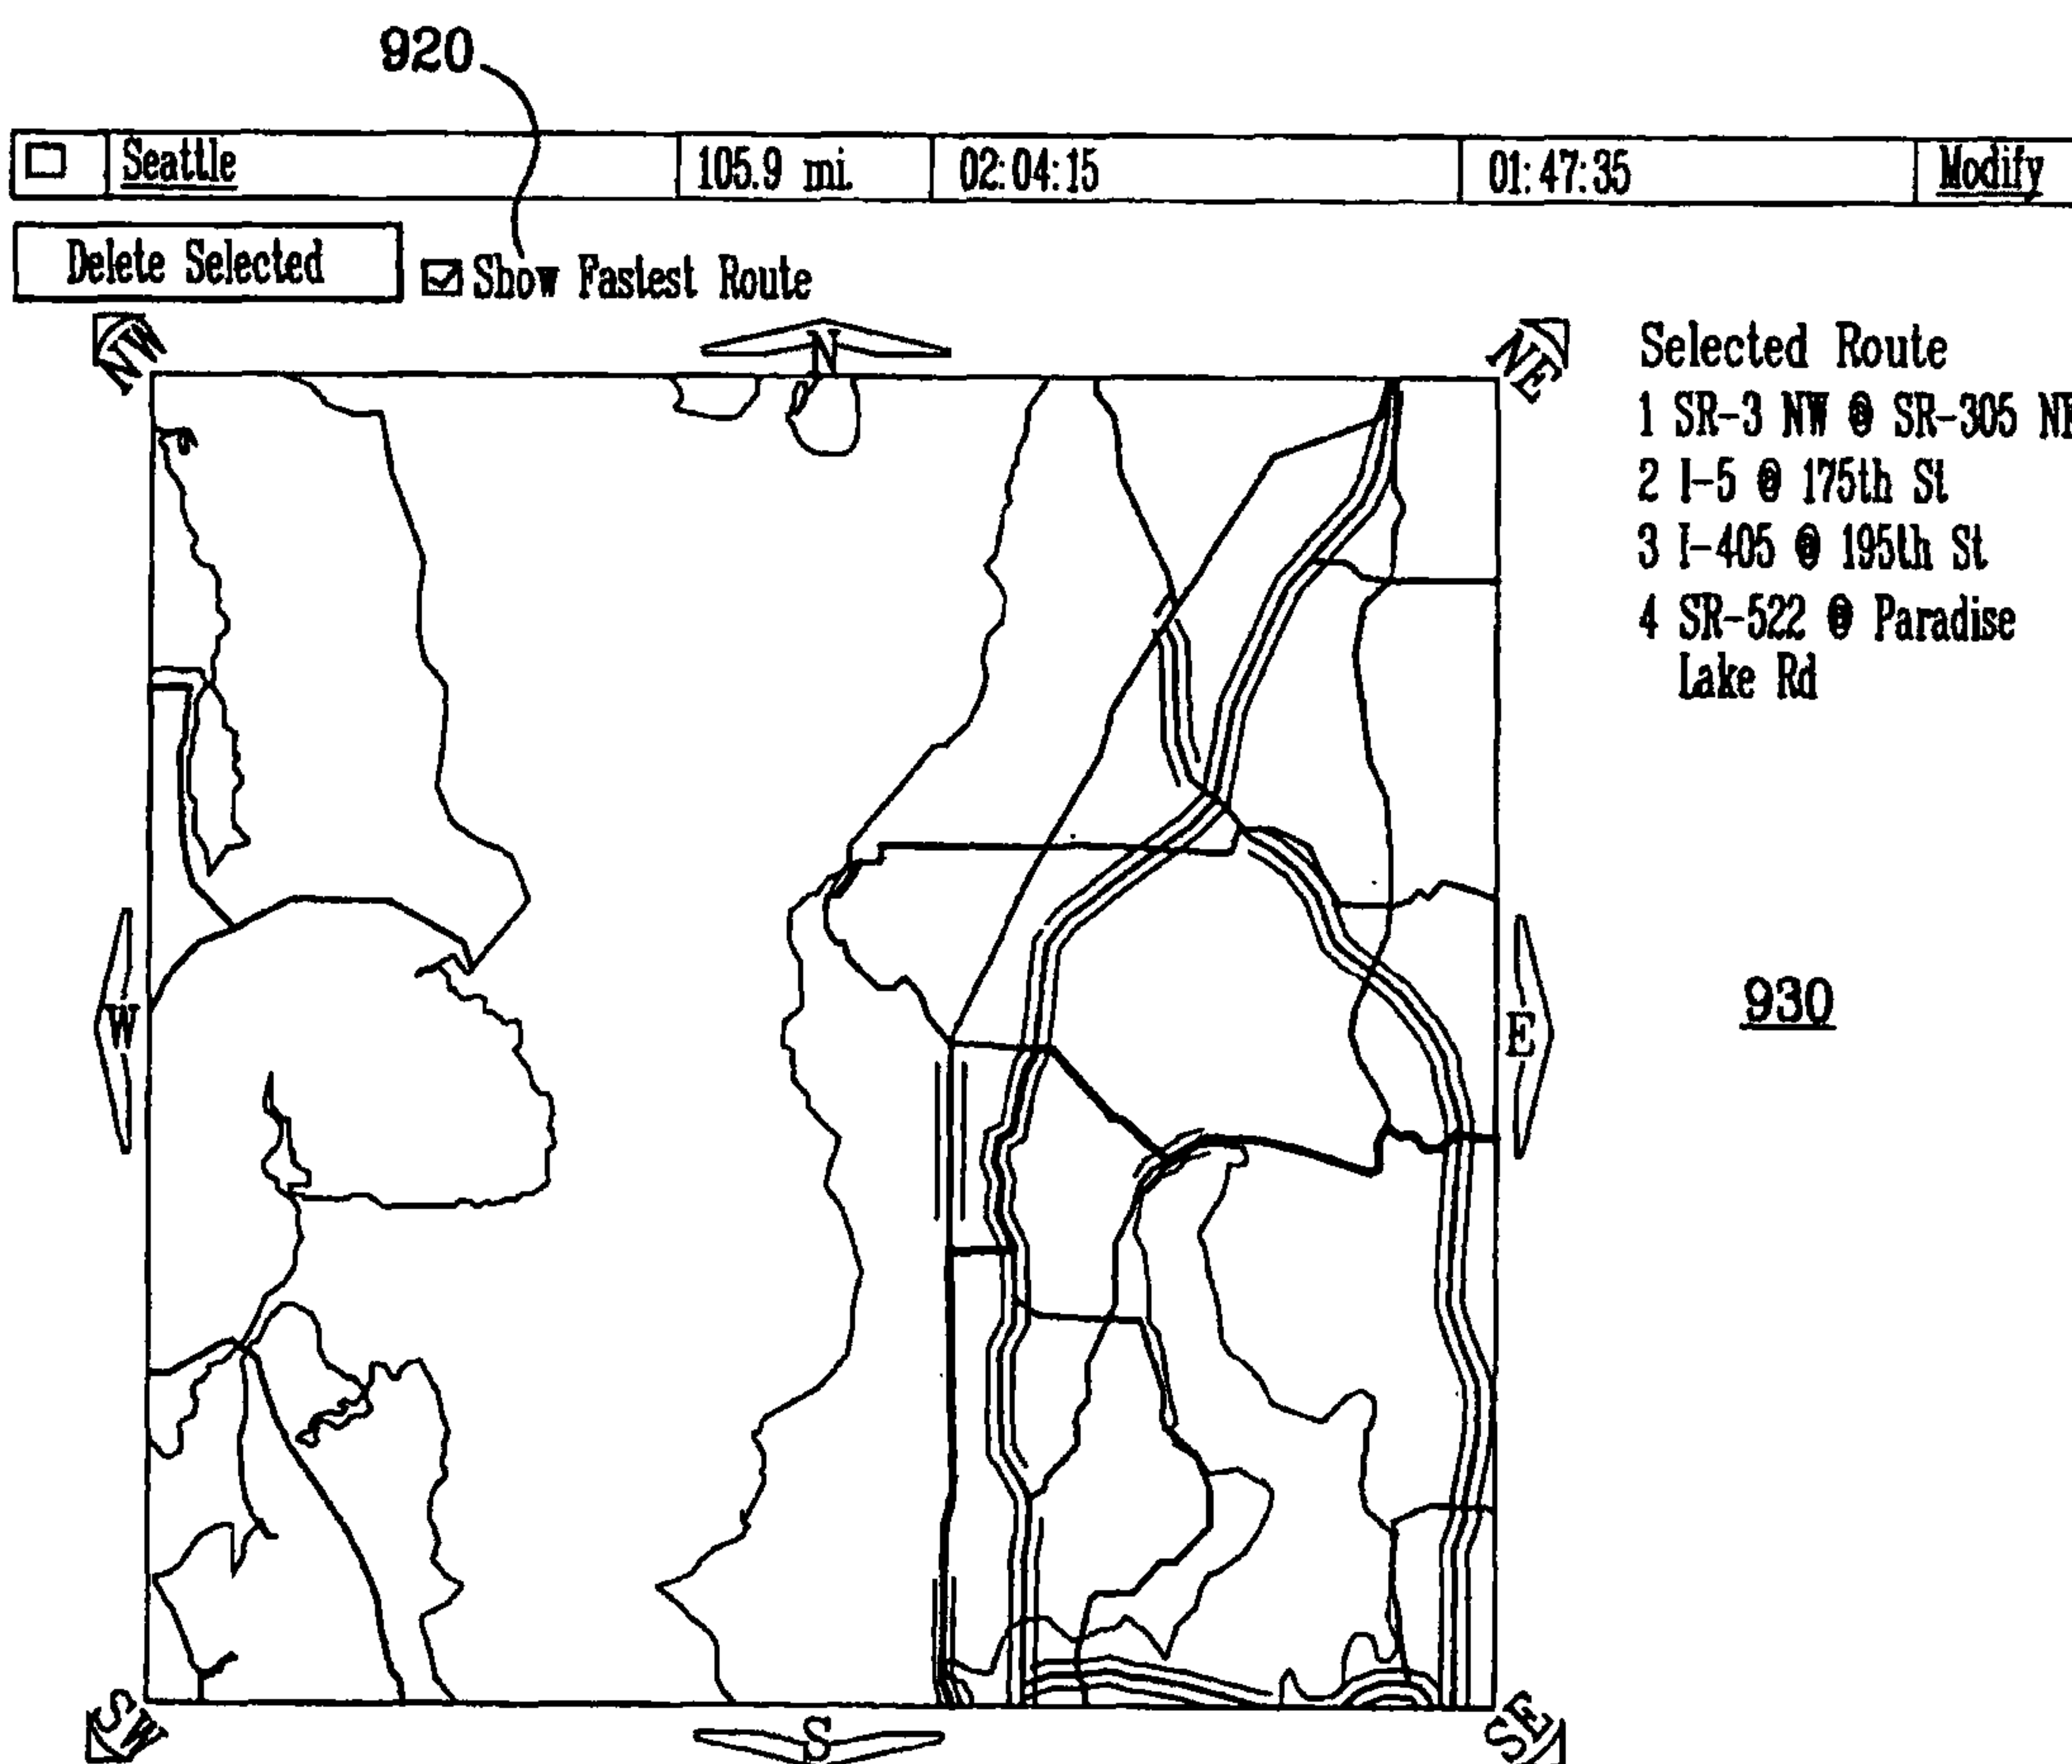 920
Seattle 105.9 mi. 02:04:15 01:47:35 Modify
Delete Selected Show Fastest Route
NW N NE
Selected Route
1 SR-3 NW @ SR-305
2 I-5 @ 175th St
3 I-405 @ 195th St
4 SR-522 @ Paradise
Lake Rd
W E
930
SW S SE